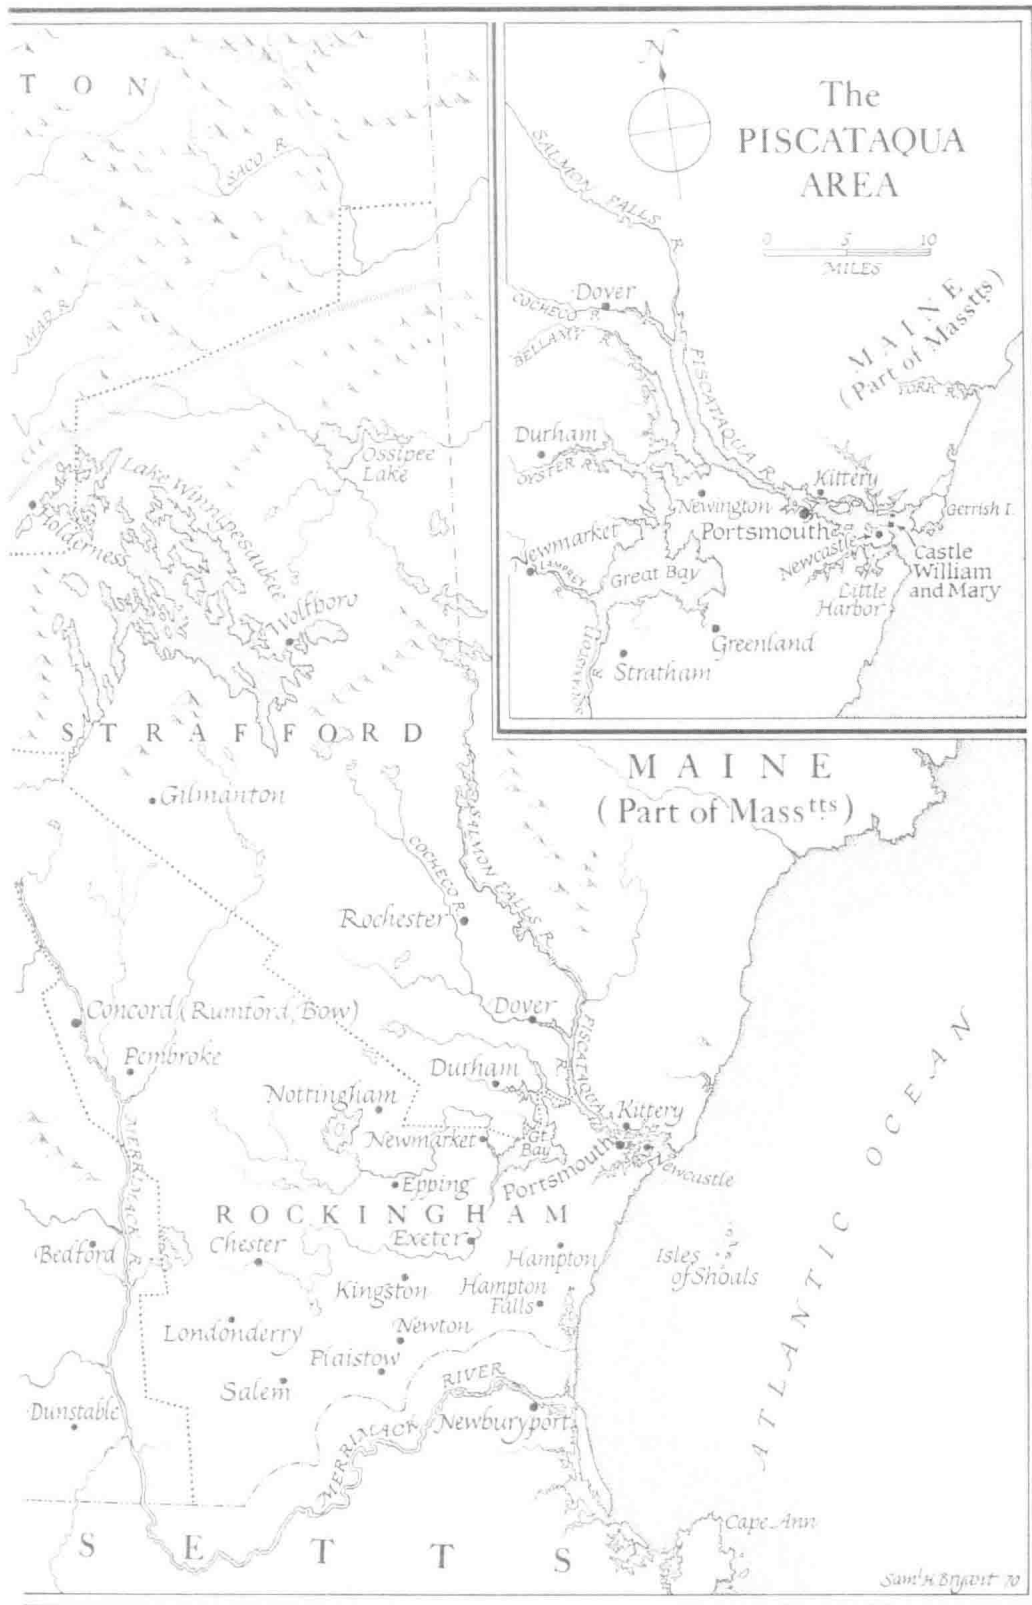 T O N
SACO R
MAD R
Ossipee
Lake
Lake Winnipesaukee
Holderness
Wolfboro
S T R A F F O R D
Gilmanton
N
The
PISCATAQUA
AREA
0 5 10
MILES
SALMON FALLS R
Dover
COCHECO R
BELLAMY R
PISCATAQUA R
MAINE
(Part of Masstts)
YORK R
Durham
OYSTER R
Kittery
Newington
Portsmouth
Gerrish I.
Newmarket
LAMPREY R
Newcastle
Castle
William
and Mary
Great Bay
Little
Harbor
Greenland
Stratham
SQUAMSCOTT R
M A I N E
(Part of Masstts)
SALMON FALLS R
COCHECO R
Rochester
Concord (Rumford, Bow)
Dover
PISCATAQUA R
Pembroke
Durham
Nottingham
Kittery
Newmarket
Gt
Bay
Portsmouth
Newcastle
MERRIMACK R
Epping
R O C K I N G H A M
Bedford
Chester
Exeter
Hampton
Isles
of Shoals
Kingston
Hampton
Falls
Londonderry
Newton
Plaistow
Salem
MERRIMACK RIVER
Dunstable
Newburyport
ATLANTIC OCEAN
S E T T S
Cape Ann
Saml. H. Bryant 70